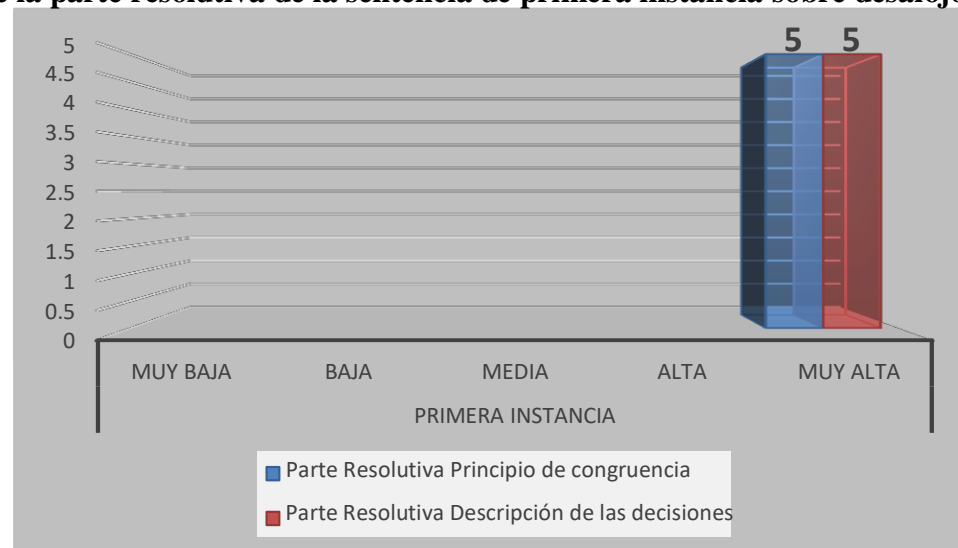 e la parte resolutiva de la sentencia de primera instancia sobre desalojo
5 5
5
4.5
4
3.5
3
2.5
2
1.5
1
0.5
0
MUY BAJA BAJA MEDIA ALTA MUY ALTA
PRIMERA INSTANCIA
Parte Resolutiva Principio de congruencia
Parte Resolutiva Descripción de las decisiones